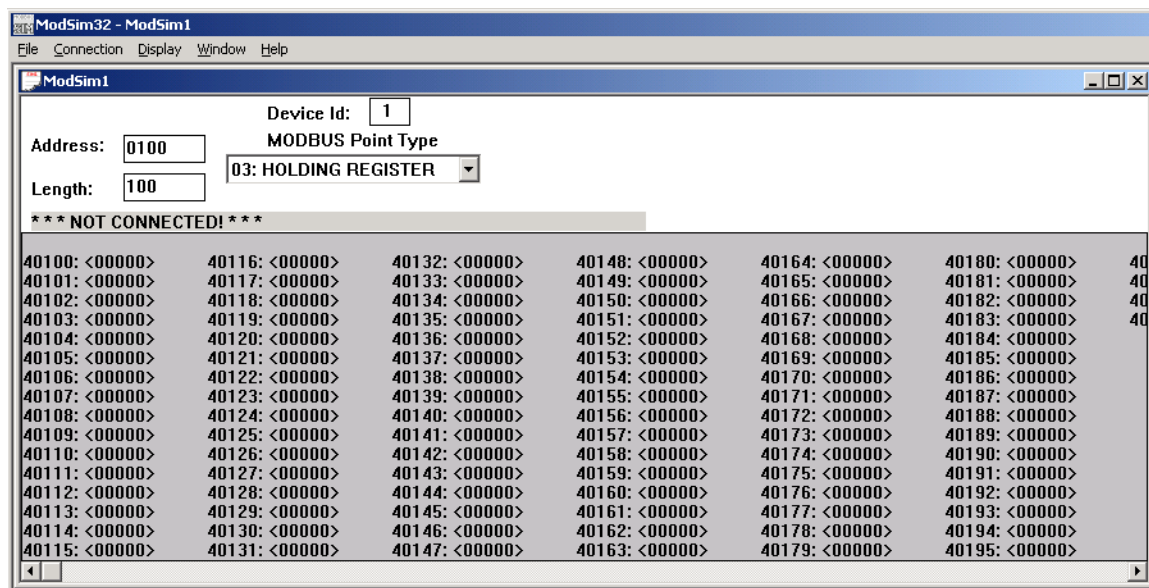 ModSim32 - ModSim1
File Connection Display Window Help
ModSim1
Device Id: 1
Address: 0100
MODBUS Point Type
03: HOLDING REGISTER
Length: 100
* * * NOT CONNECTED! * * *
40100: <00000> 40116: <00000> 40132: <00000> 40148: <00000> 40164: <00000> 40180: <00000> 40
40101: <00000> 40117: <00000> 40133: <00000> 40149: <00000> 40165: <00000> 40181: <00000> 40
40102: <00000> 40118: <00000> 40134: <00000> 40150: <00000> 40166: <00000> 40182: <00000> 40
40103: <00000> 40119: <00000> 40135: <00000> 40151: <00000> 40167: <00000> 40183: <00000> 40
40104: <00000> 40120: <00000> 40136: <00000> 40152: <00000> 40168: <00000> 40184: <00000>
40105: <00000> 40121: <00000> 40137: <00000> 40153: <00000> 40169: <00000> 40185: <00000>
40106: <00000> 40122: <00000> 40138: <00000> 40154: <00000> 40170: <00000> 40186: <00000>
40107: <00000> 40123: <00000> 40139: <00000> 40155: <00000> 40171: <00000> 40187: <00000>
40108: <00000> 40124: <00000> 40140: <00000> 40156: <00000> 40172: <00000> 40188: <00000>
40109: <00000> 40125: <00000> 40141: <00000> 40157: <00000> 40173: <00000> 40189: <00000>
40110: <00000> 40126: <00000> 40142: <00000> 40158: <00000> 40174: <00000> 40190: <00000>
40111: <00000> 40127: <00000> 40143: <00000> 40159: <00000> 40175: <00000> 40191: <00000>
40112: <00000> 40128: <00000> 40144: <00000> 40160: <00000> 40176: <00000> 40192: <00000>
40113: <00000> 40129: <00000> 40145: <00000> 40161: <00000> 40177: <00000> 40193: <00000>
40114: <00000> 40130: <00000> 40146: <00000> 40162: <00000> 40178: <00000> 40194: <00000>
40115: <00000> 40131: <00000> 40147: <00000> 40163: <00000> 40179: <00000> 40195: <00000>